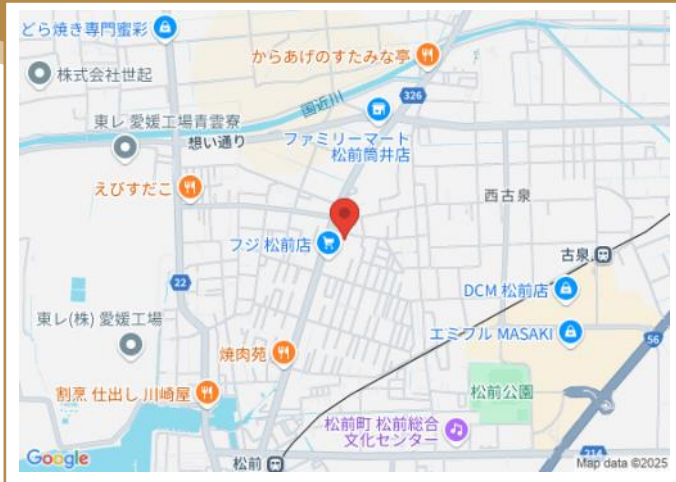 どら焼き専門蜜彩
からあげのすたみな亭
株式会社世起
国近川
326
東レ 愛媛工場青雲寮
想い通り
ファミリーマート
松前筒井店
えびすだこ
西古泉
フジ 松前店
古泉
22
DCM 松前店
東レ(株) 愛媛工場
エミフル MASAKI
56
焼肉苑
割烹 仕出し 川崎屋
松前公園
松前町 松前総合
文化センター
214
Google
松前
Map data ©2025